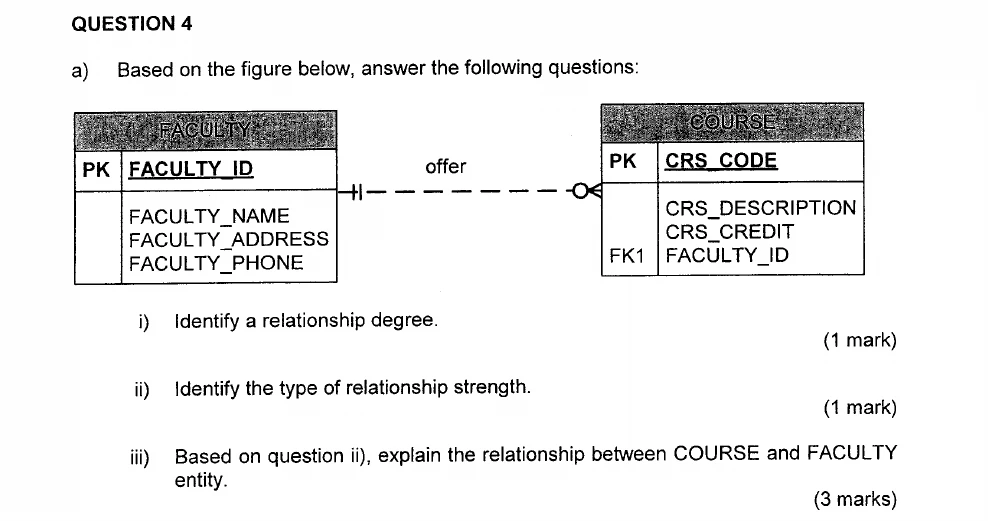 QUESTION 4
a) Based on the figure below, answer the following questions:
FACULTY
PK FACULTY_ID
FACULTY_NAME
FACULTY_ADDRESS
FACULTY_PHONE
offer
COURSE
PK CRS_CODE
CRS_DESCRIPTION
CRS_CREDIT
FK1 FACULTY_ID
i) Identify a relationship degree.
(1 mark)
ii) Identify the type of relationship strength.
(1 mark)
iii) Based on question ii), explain the relationship between COURSE and FACULTY
entity.
(3 marks)